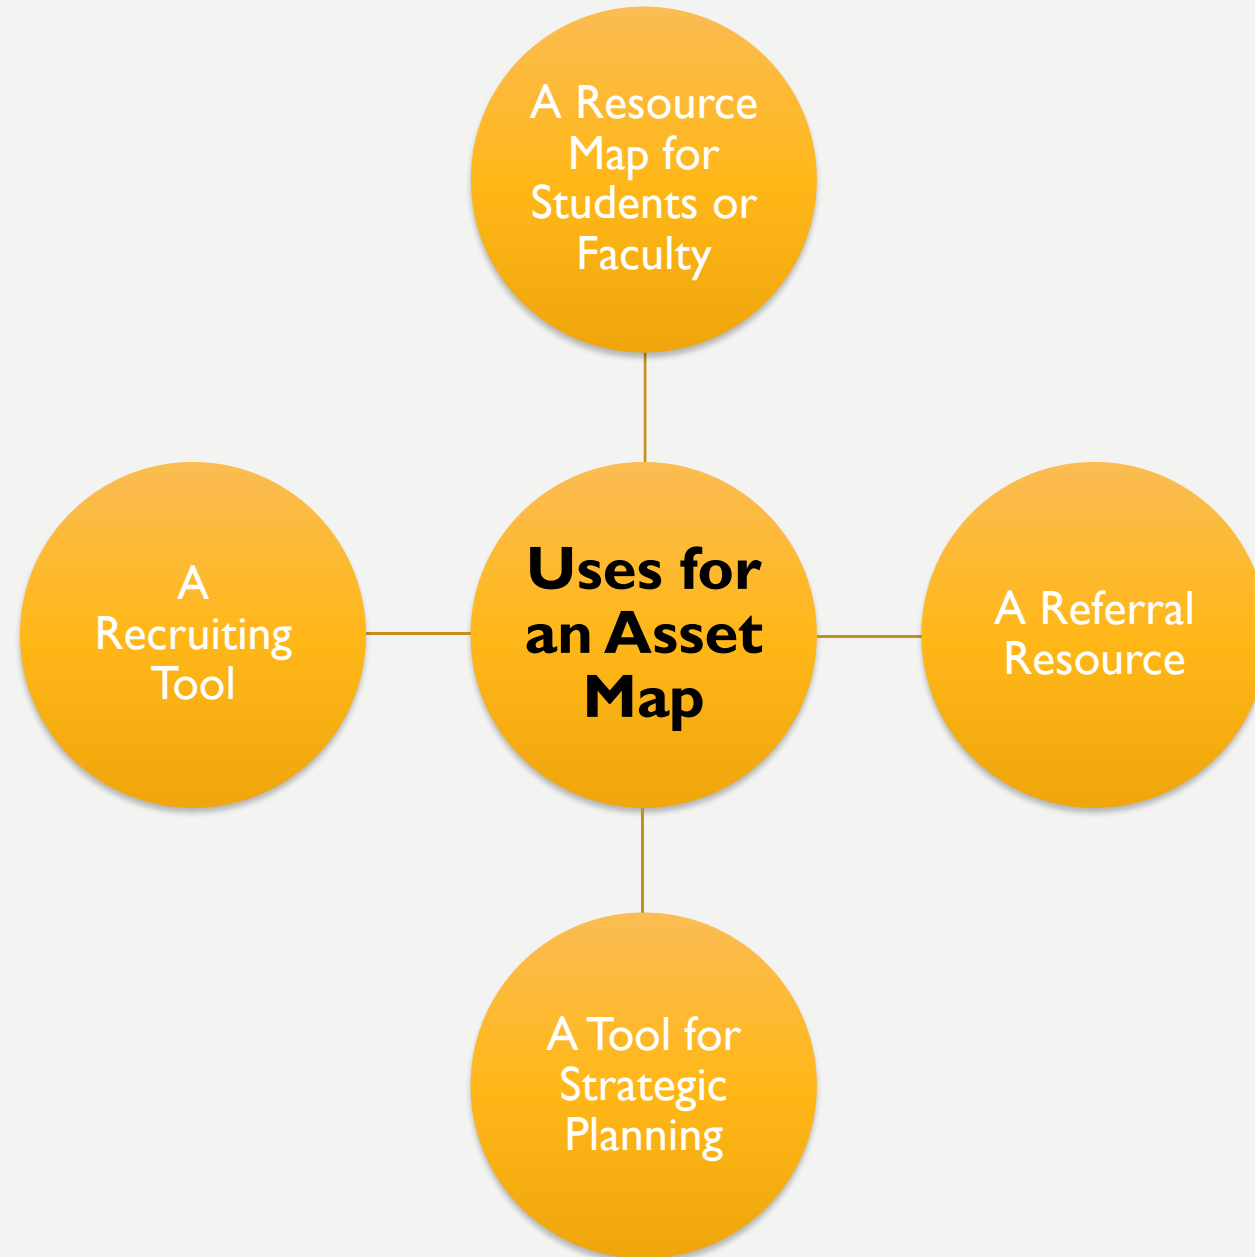 A Resource
Map for
Students or
Faculty
A
Recruiting
Tool
Uses for
an Asset
Map
A Referral
Resource
A Tool for
Strategic
Planning